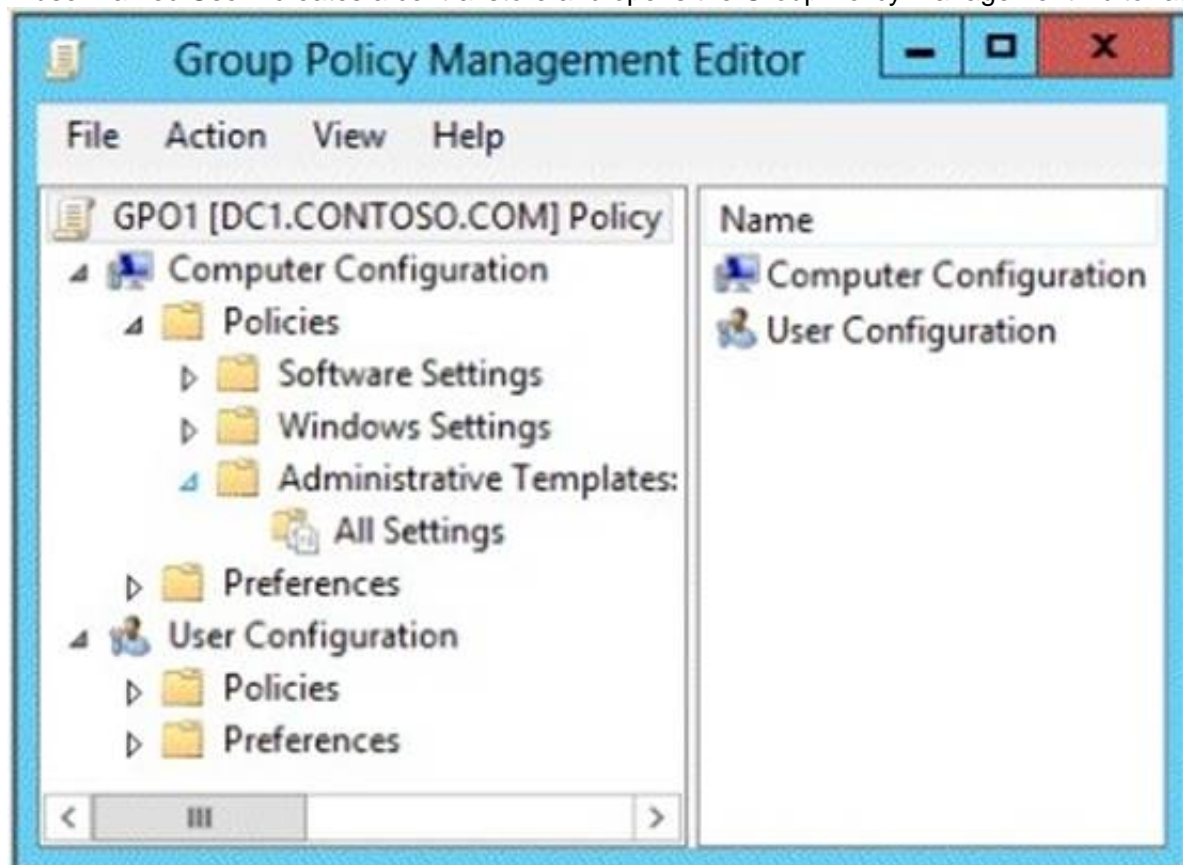 Group Policy Management Editor
File Action View Help
GPO1 [DC1.CONTOSO.COM] Policy
Computer Configuration
Policies
Software Settings
Windows Settings
Administrative Templates:
All Settings
Preferences
User Configuration
Policies
Preferences
Name
Computer Configuration
User Configuration